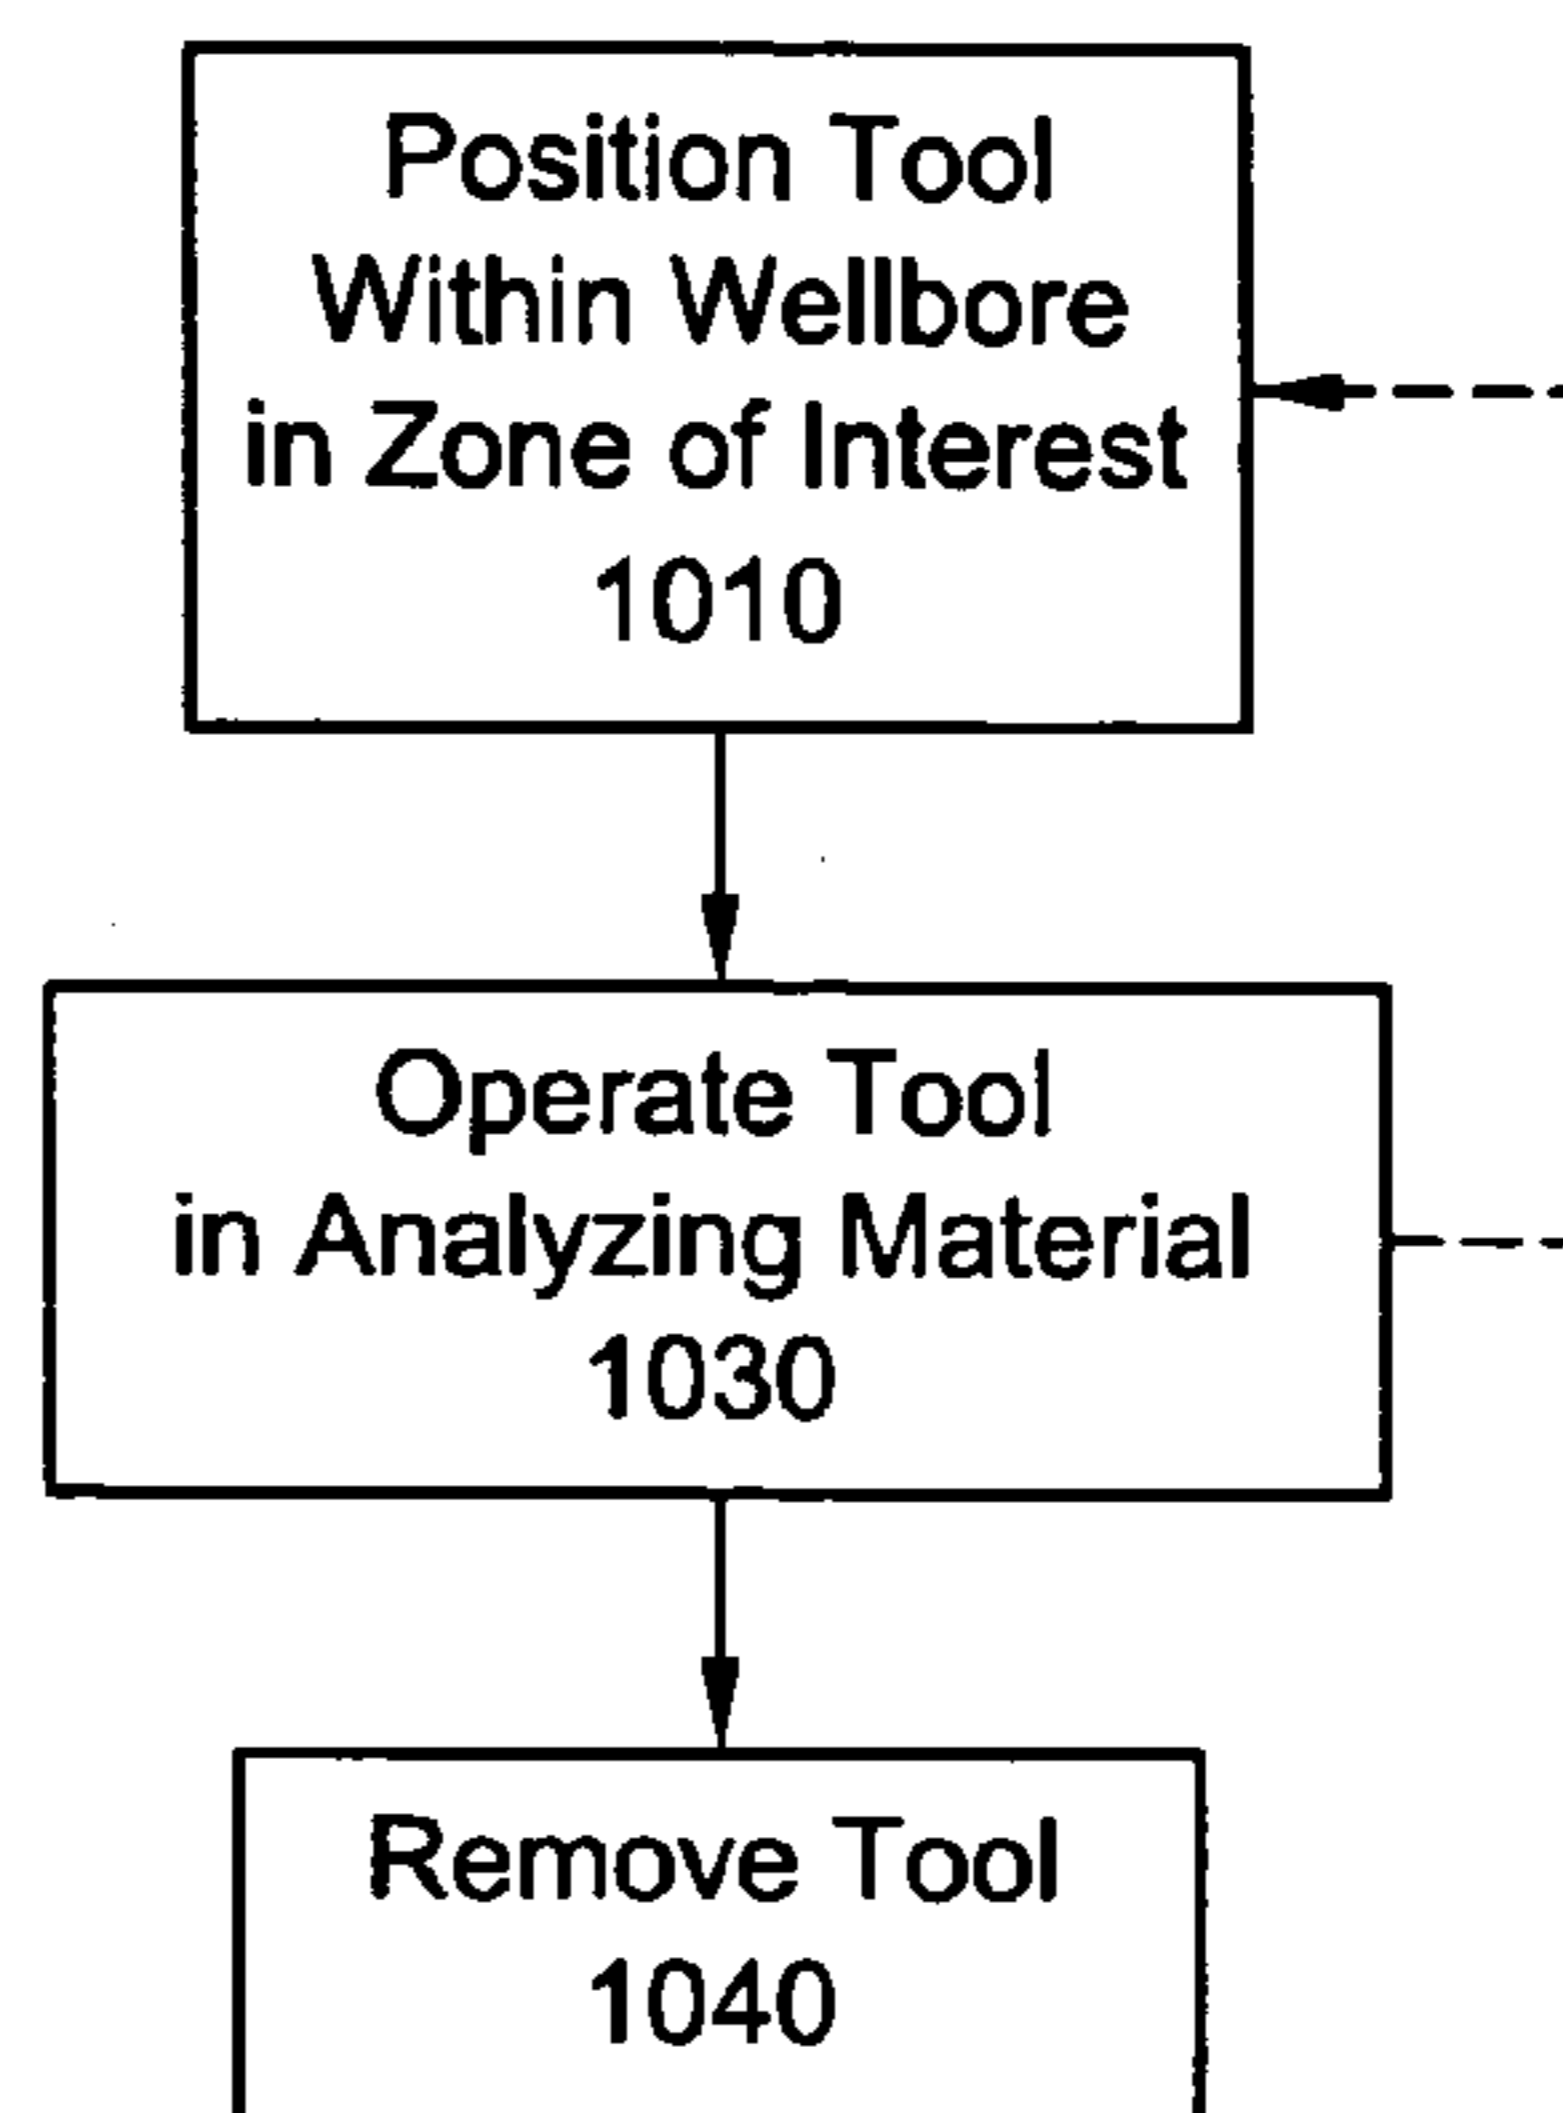 Position Tool
Within Wellbore
in Zone of Interest
1010
Operate Tool
in Analyzing Material
1030
Remove Tool
1040